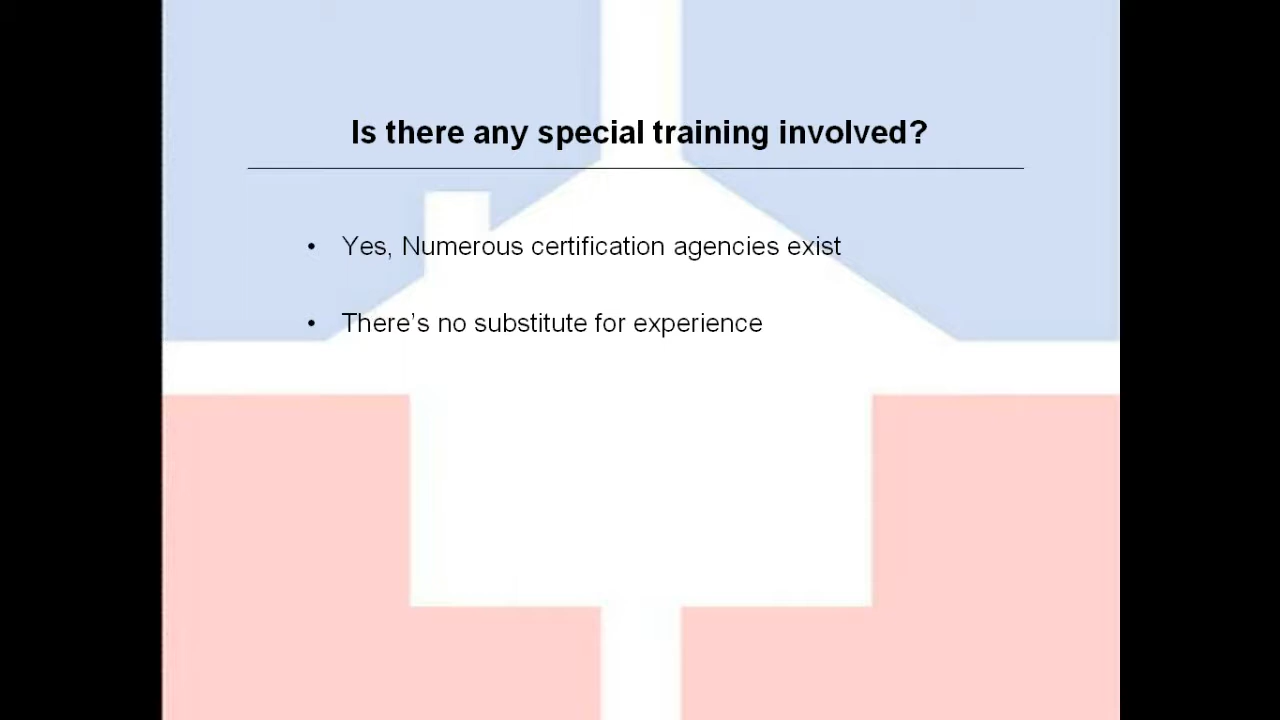 Is there any special training involved?
• Yes, Numerous certification agencies exist
• There's no substitute for experience